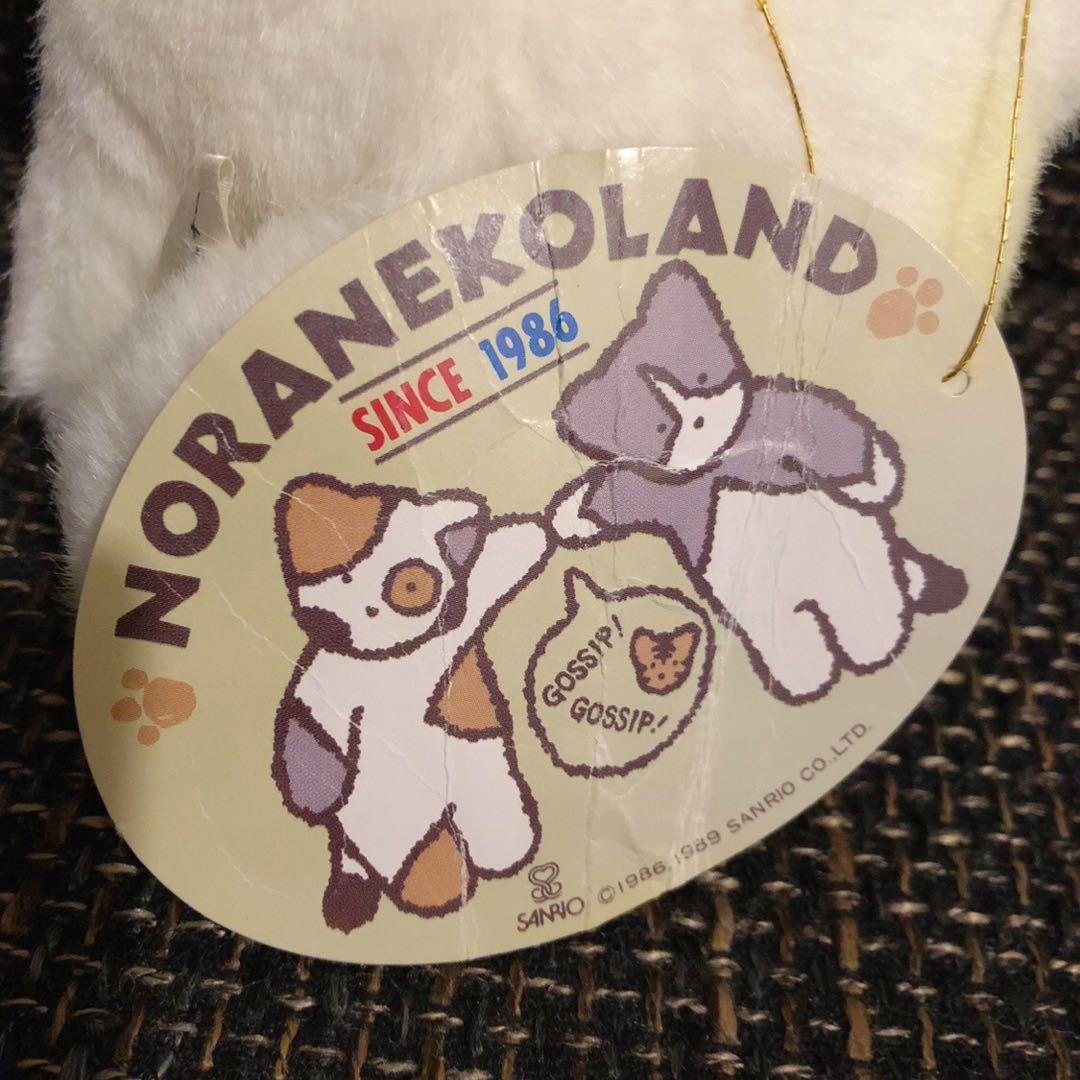 NORANEKOLAND
SINCE 1986
GOSSIP!
GOSSIP!
SANRIO
©1986, 1989 SANRIO CO., LTD.